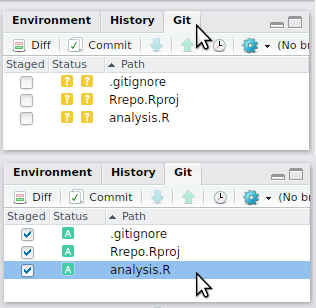 Environment History Git
Diff Commit (No br
Staged Status Path
? ? .gitignore
? ? Rrepo.Rproj
? ? analysis.R
Environment History Git
Diff Commit (No br
Staged Status Path
A .gitignore
A Rrepo.Rproj
A analysis.R